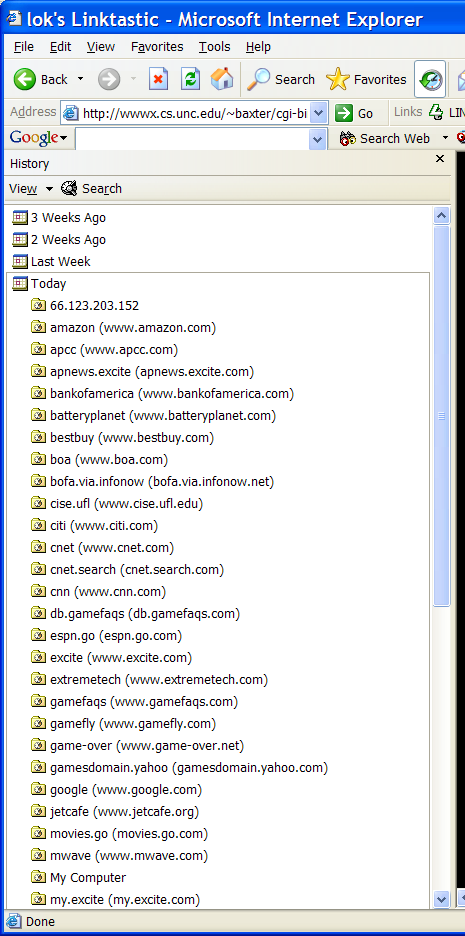 Iok's Linktastic - Microsoft Internet Explorer
File Edit View Favorites Tools Help
Back Search Favorites
Address http://wwwx.cs.unc.edu/~baxter/cgi-bi Go Links LIN
Google Search Web
History
View Search
3 Weeks Ago
2 Weeks Ago
Last Week
Today
66.123.203.152
amazon (www.amazon.com)
apcc (www.apcc.com)
apnews.excite (apnews.excite.com)
bankofamerica (www.bankofamerica.com)
batteryplanet (www.batteryplanet.com)
bestbuy (www.bestbuy.com)
boa (www.boa.com)
bofa.via.infonow (bofa.via.infonow.net)
cise.ufl (www.cise.ufl.edu)
citi (www.citi.com)
cnet (www.cnet.com)
cnet.search (cnet.search.com)
cnn (www.cnn.com)
db.gamefaqs (db.gamefaqs.com)
espn.go (espn.go.com)
excite (www.excite.com)
extremetech (www.extremetech.com)
gamefaqs (www.gamefaqs.com)
gamefly (www.gamefly.com)
game-over (www.game-over.net)
gamesdomain.yahoo (gamesdomain.yahoo.com)
google (www.google.com)
jetcafe (www.jetcafe.org)
movies.go (movies.go.com)
mwave (www.mwave.com)
My Computer
my.excite (my.excite.com)
Done